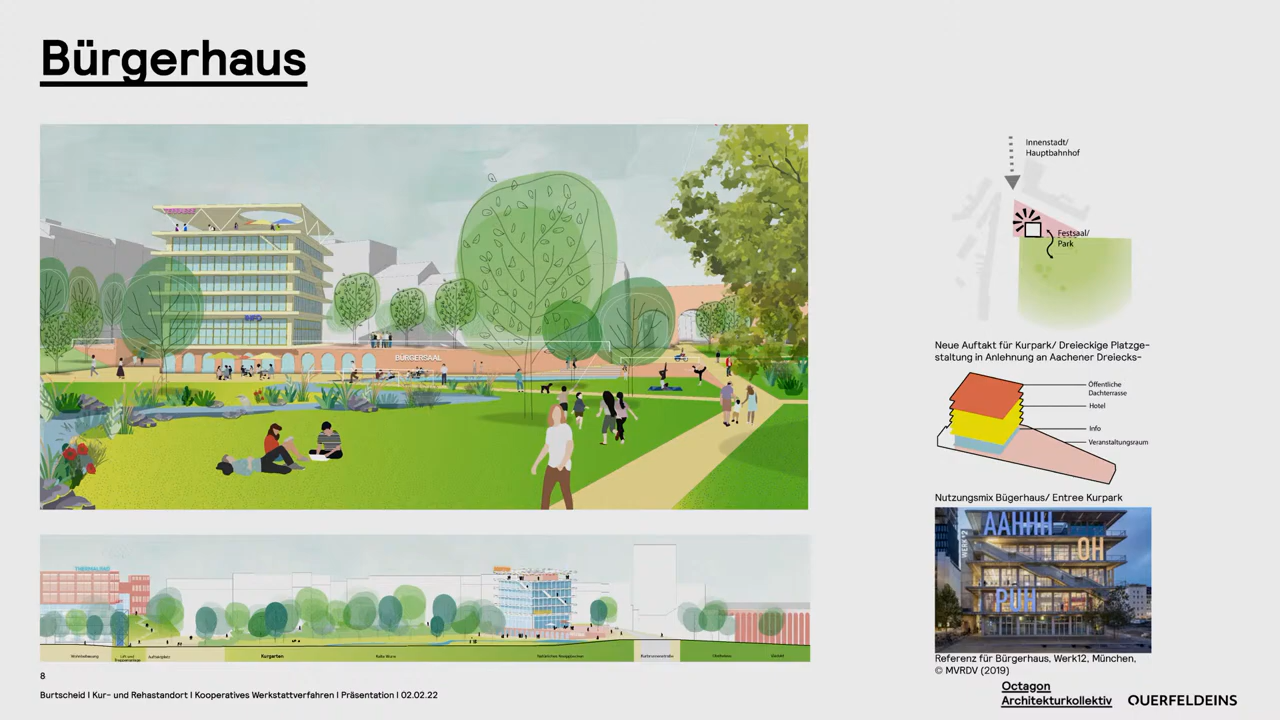 Bürgerhaus
TERRASSE
INFO
BÜRGERSAAL
Innenstadt/
Hauptbahnhof
Festsaal/
Park
Neue Auftakt für Kurpark/ Dreieckige Platzge-
staltung in Anlehnung an Aachener Dreiecks-
Öffentliche
Dachterrasse
Hotel
Info
Veranstaltungsraum
Nutzungsmix Bügerhaus/ Entree Kurpark
AAHHH
OH
WERK12
PUH
Referenz für Bürgerhaus, Werk12, München,
© MVRDV (2019)
THERMALBAD
Kurgarten
8
Burtscheid I Kur- und Rehastandort I Kooperatives Werkstattverfahren I Präsentation I 02.02.22
Octagon
Architekturkollektiv
QUERFELDEINS